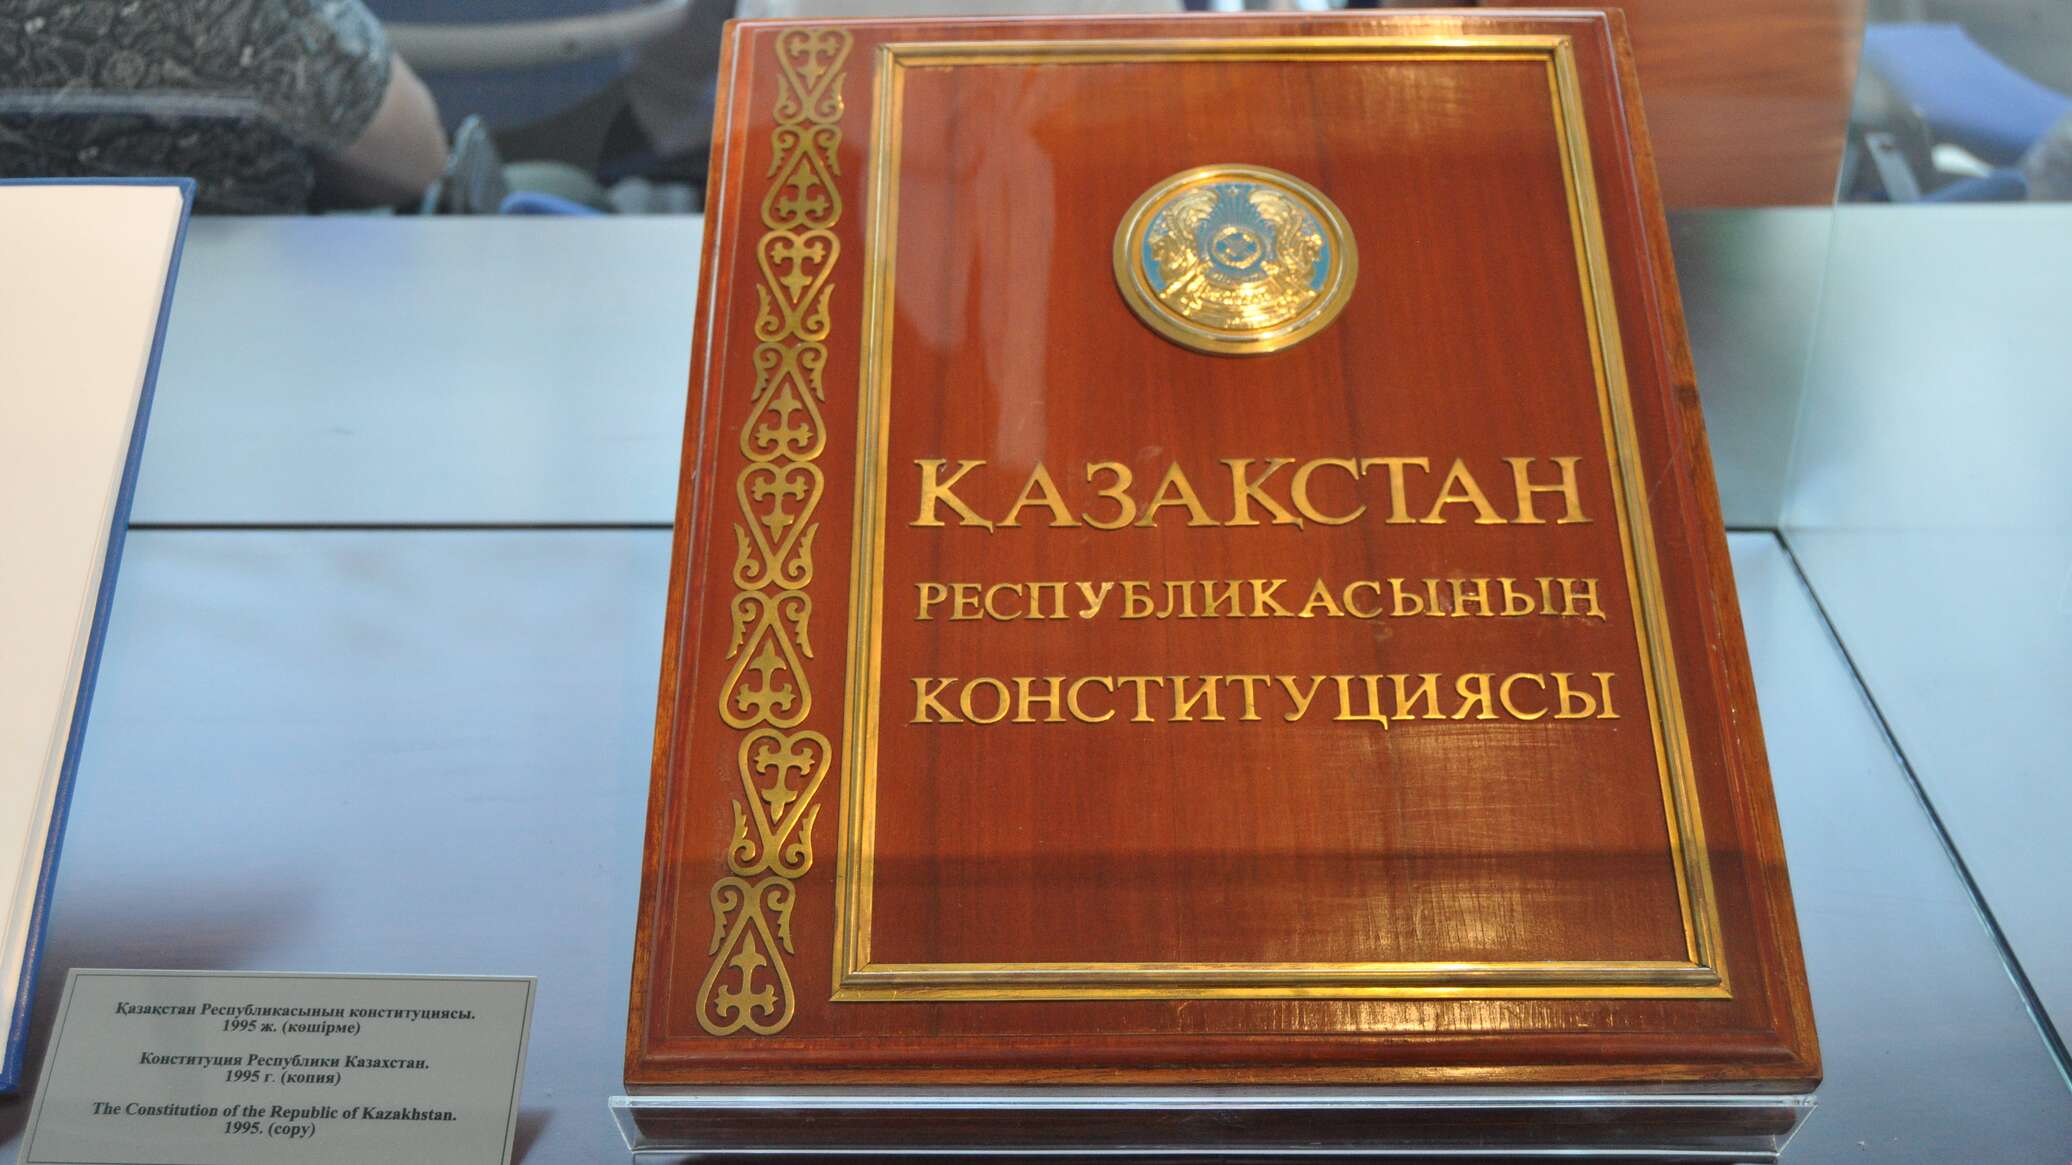 ҚАЗАҚСТАН
РЕСПУБЛИКАСЫНЫҢ
КОНСТИТУЦИЯСЫ
Қазақстан Республикасының конституциясы.
1995 ж. (көшірме)
Конституция Республики Казахстан.
1995 г. (копия)
The Constitution of the Republic of Kazakhstan.
1995. (copy)